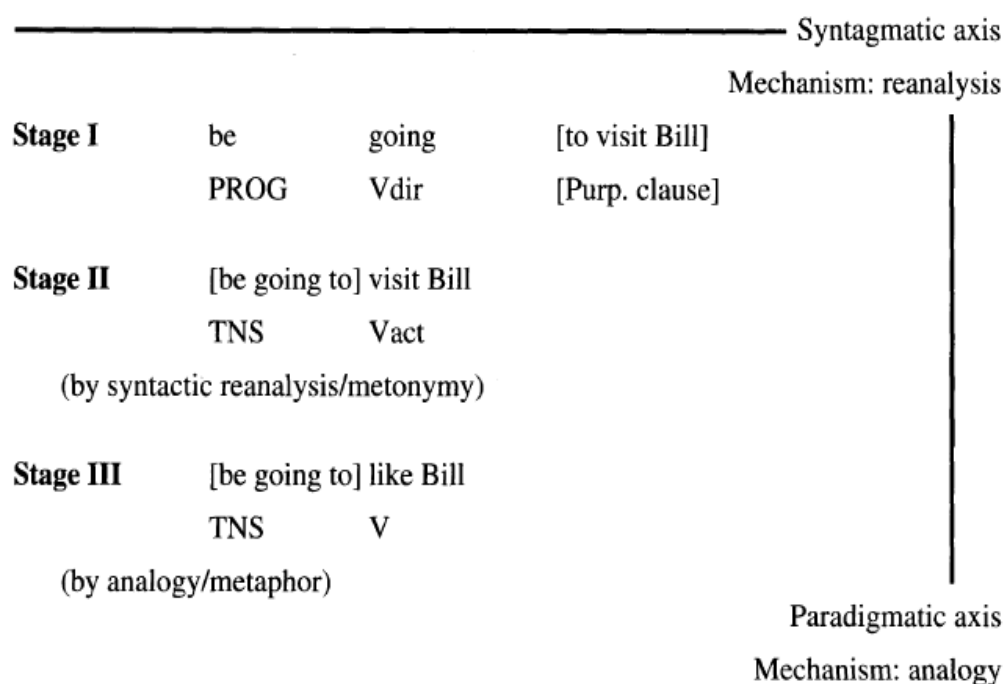 Syntagmatic axis
Mechanism: reanalysis
Stage I be going [to visit Bill]
PROG Vdir [Purp. clause]
Stage II [be going to] visit Bill
TNS Vact
(by syntactic reanalysis/metonymy)
Stage III [be going to] like Bill
TNS V
(by analogy/metaphor)
Paradigmatic axis
Mechanism: analogy